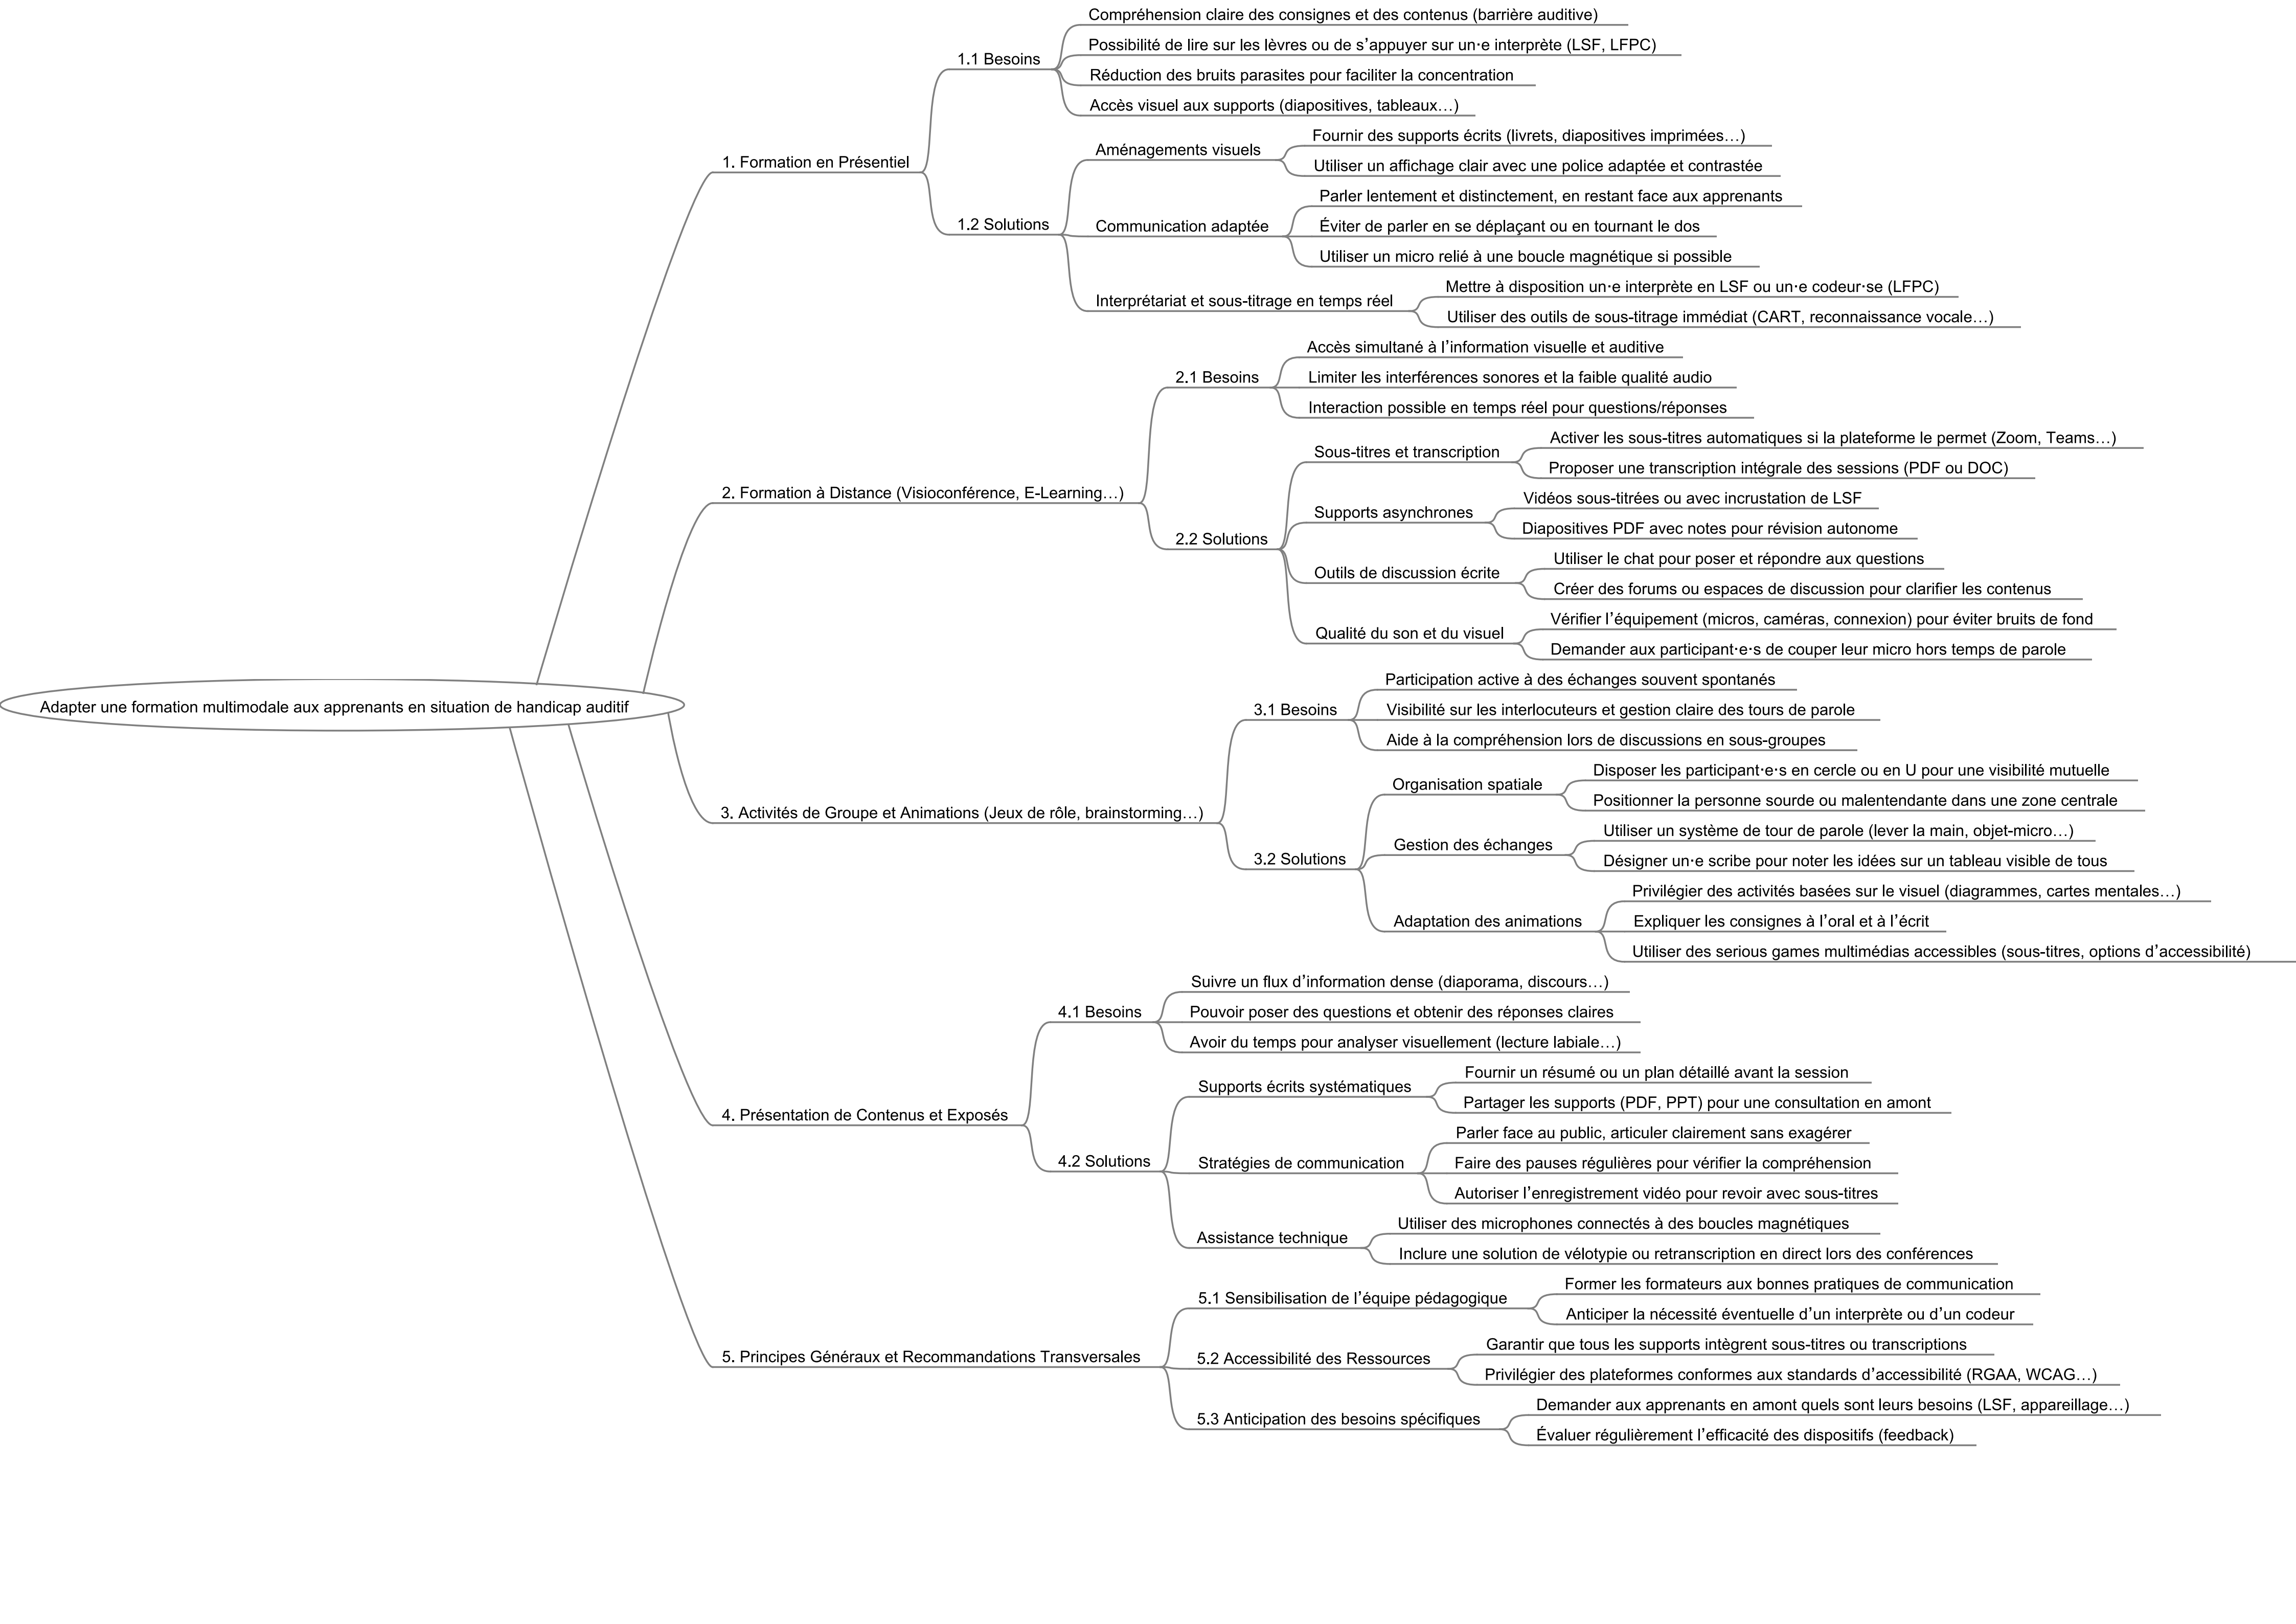 Adapter une formation multimodale aux apprenants en situation de handicap auditif
1. Formation en Présentiel
1.1 Besoins
Compréhension claire des consignes et des contenus (barrière auditive)
Possibilité de lire sur les lèvres ou de s’appuyer sur un·e interprète (LSF, LFPC)
Réduction des bruits parasites pour faciliter la concentration
Accès visuel aux supports (diapositives, tableaux…)
1.2 Solutions
Aménagements visuels
Fournir des supports écrits (livrets, diapositives imprimées…)
Utiliser un affichage clair avec une police adaptée et contrastée
Communication adaptée
Parler lentement et distinctement, en restant face aux apprenants
Éviter de parler en se déplaçant ou en tournant le dos
Utiliser un micro relié à une boucle magnétique si possible
Interprétariat et sous-titrage en temps réel
Mettre à disposition un·e interprète en LSF ou un·e codeur·se (LFPC)
Utiliser des outils de sous-titrage immédiat (CART, reconnaissance vocale…)
2. Formation à Distance (Visioconférence, E-Learning…)
2.1 Besoins
Accès simultané à l’information visuelle et auditive
Limiter les interférences sonores et la faible qualité audio
Interaction possible en temps réel pour questions/réponses
2.2 Solutions
Sous-titres et transcription
Activer les sous-titres automatiques si la plateforme le permet (Zoom, Teams…)
Proposer une transcription intégrale des sessions (PDF ou DOC)
Supports asynchrones
Vidéos sous-titrées ou avec incrustation de LSF
Diapositives PDF avec notes pour révision autonome
Outils de discussion écrite
Utiliser le chat pour poser et répondre aux questions
Créer des forums ou espaces de discussion pour clarifier les contenus
Qualité du son et du visuel
Vérifier l’équipement (micros, caméras, connexion) pour éviter bruits de fond
Demander aux participant·e·s de couper leur micro hors temps de parole
3. Activités de Groupe et Animations (Jeux de rôle, brainstorming…)
3.1 Besoins
Participation active à des échanges souvent spontanés
Visibilité sur les interlocuteurs et gestion claire des tours de parole
Aide à la compréhension lors de discussions en sous-groupes
3.2 Solutions
Organisation spatiale
Disposer les participant·e·s en cercle ou en U pour une visibilité mutuelle
Positionner la personne sourde ou malentendante dans une zone centrale
Gestion des échanges
Utiliser un système de tour de parole (lever la main, objet-micro…)
Désigner un·e scribe pour noter les idées sur un tableau visible de tous
Adaptation des animations
Privilégier des activités basées sur le visuel (diagrammes, cartes mentales…)
Expliquer les consignes à l’oral et à l’écrit
Utiliser des serious games multimédias accessibles (sous-titres, options d’accessibilité)
4. Présentation de Contenus et Exposés
4.1 Besoins
Suivre un flux d’information dense (diaporama, discours…)
Pouvoir poser des questions et obtenir des réponses claires
Avoir du temps pour analyser visuellement (lecture labiale…)
4.2 Solutions
Supports écrits systématiques
Fournir un résumé ou un plan détaillé avant la session
Partager les supports (PDF, PPT) pour une consultation en amont
Stratégies de communication
Parler face au public, articuler clairement sans exagérer
Faire des pauses régulières pour vérifier la compréhension
Autoriser l’enregistrement vidéo pour revoir avec sous-titres
Assistance technique
Utiliser des microphones connectés à des boucles magnétiques
Inclure une solution de vélotypie ou retranscription en direct lors des conférences
5. Principes Généraux et Recommandations Transversales
5.1 Sensibilisation de l’équipe pédagogique
Former les formateurs aux bonnes pratiques de communication
Anticiper la nécessité éventuelle d’un interprète ou d’un codeur
5.2 Accessibilité des Ressources
Garantir que tous les supports intègrent sous-titres ou transcriptions
Privilégier des plateformes conformes aux standards d’accessibilité (RGAA, WCAG…)
5.3 Anticipation des besoins spécifiques
Demander aux apprenants en amont quels sont leurs besoins (LSF, appareillage…)
Évaluer régulièrement l’efficacité des dispositifs (feedback)